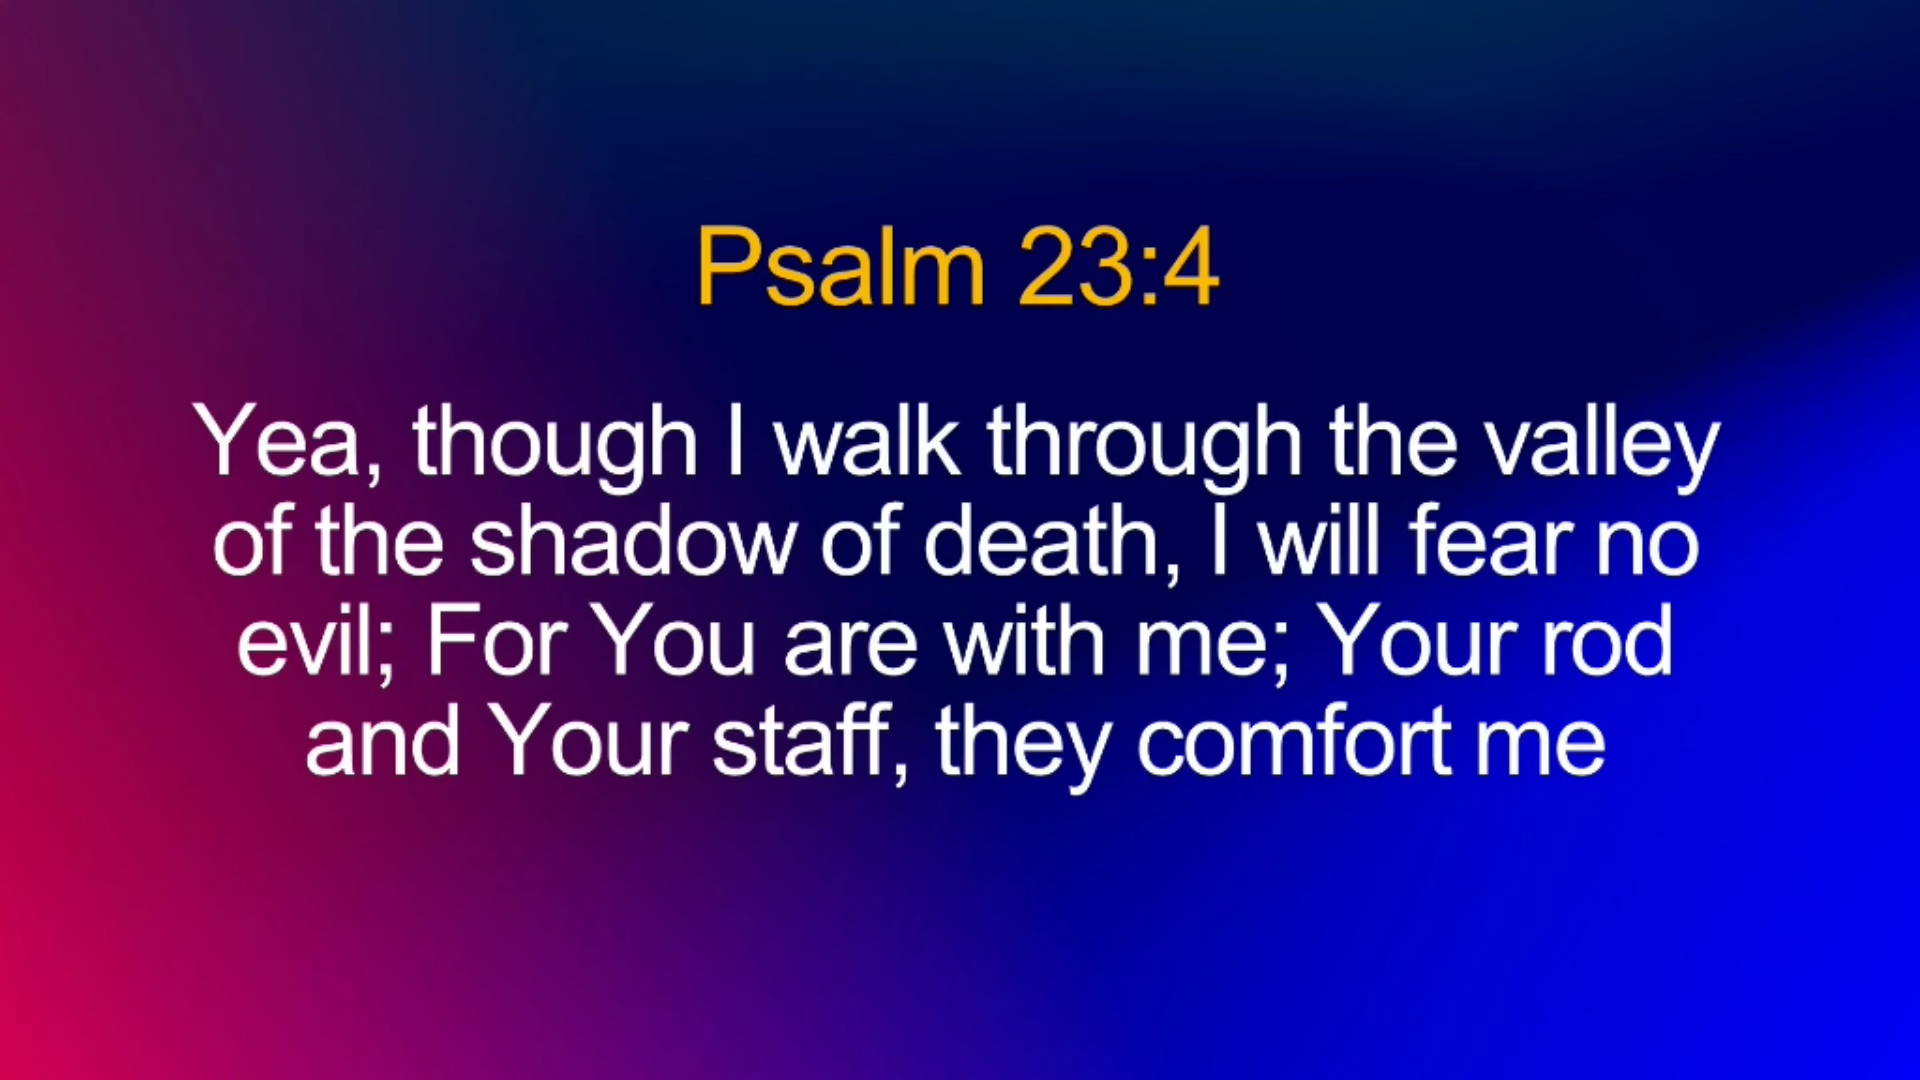 Psalm 23:4
Yea, though I walk through the valley
of the shadow of death, I will fear no
evil; For You are with me; Your rod
and Your staff, they comfort me